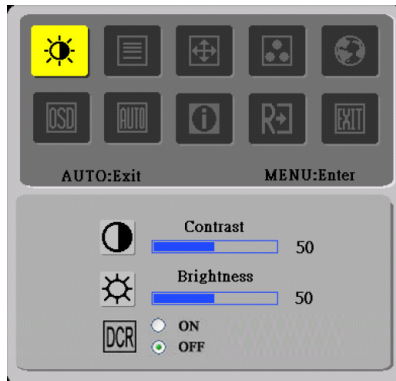 OSD AUTO R EXIT
AUTO:Exit MENU:Enter
Contrast
50
Brightness
50
DCR ON
OFF